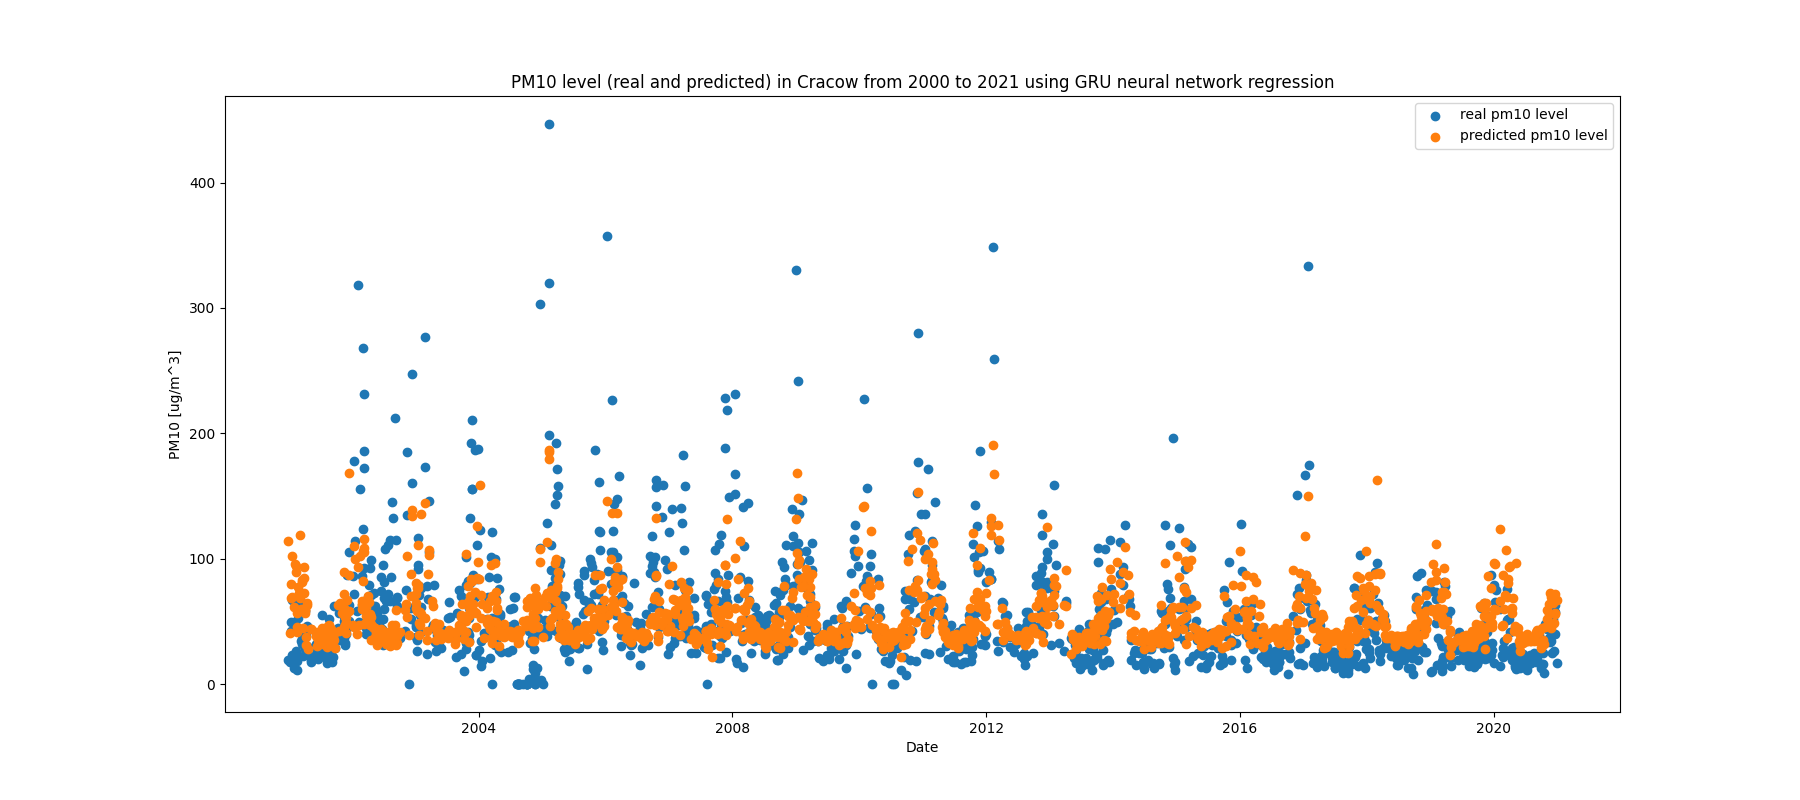 PM10 level (real and predicted) in Cracow from 2000 to 2021 using GRU neural network regression
real pm10 level
predicted pm10 level
400
300
200
100
0
PM10 [ug/m^3]
2004 2008 2012 2016 2020
Date